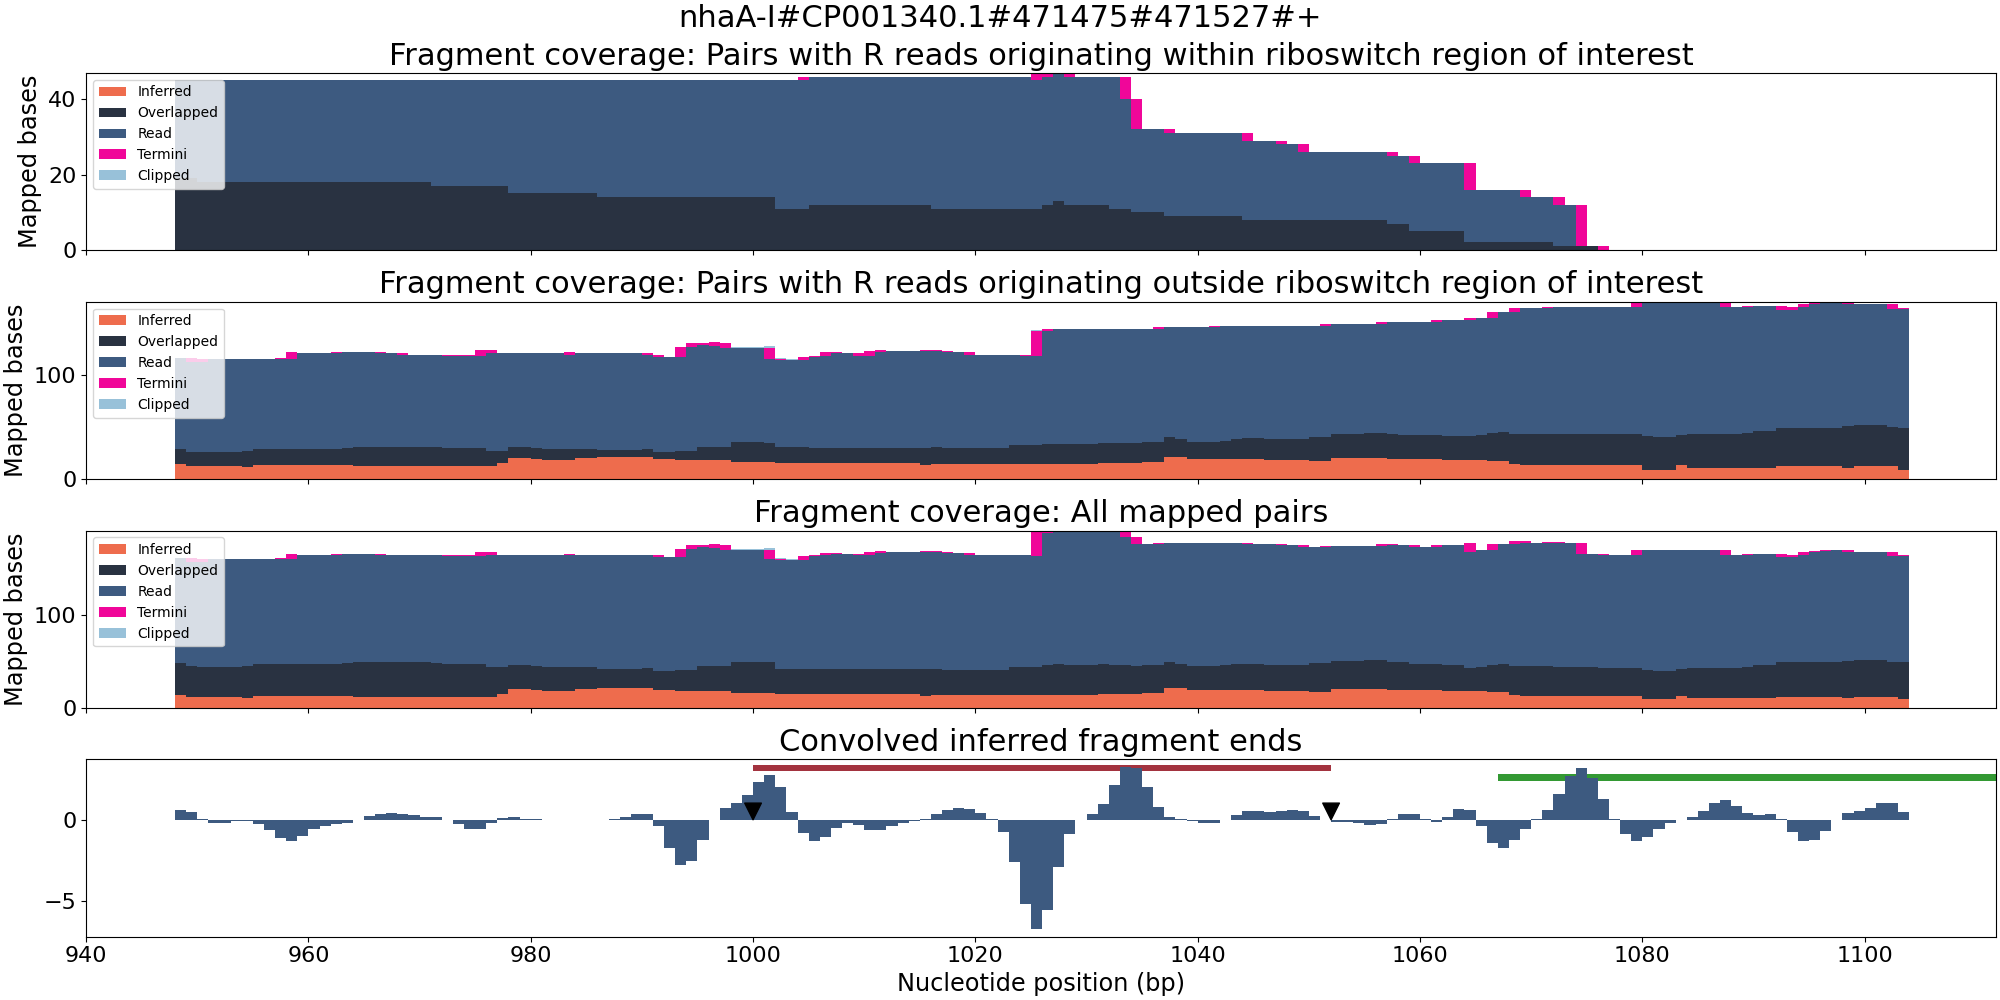 nhaA-I#CP001340.1#471475#471527#+
Fragment coverage: Pairs with R reads originating within riboswitch region of interest
Mapped bases
40
20
0
Inferred
Overlapped
Read
Termini
Clipped
Fragment coverage: Pairs with R reads originating outside riboswitch region of interest
Mapped bases
100
0
Inferred
Overlapped
Read
Termini
Clipped
Fragment coverage: All mapped pairs
Mapped bases
100
0
Inferred
Overlapped
Read
Termini
Clipped
Convolved inferred fragment ends
0
−5
940 960 980 1000 1020 1040 1060 1080 1100
Nucleotide position (bp)